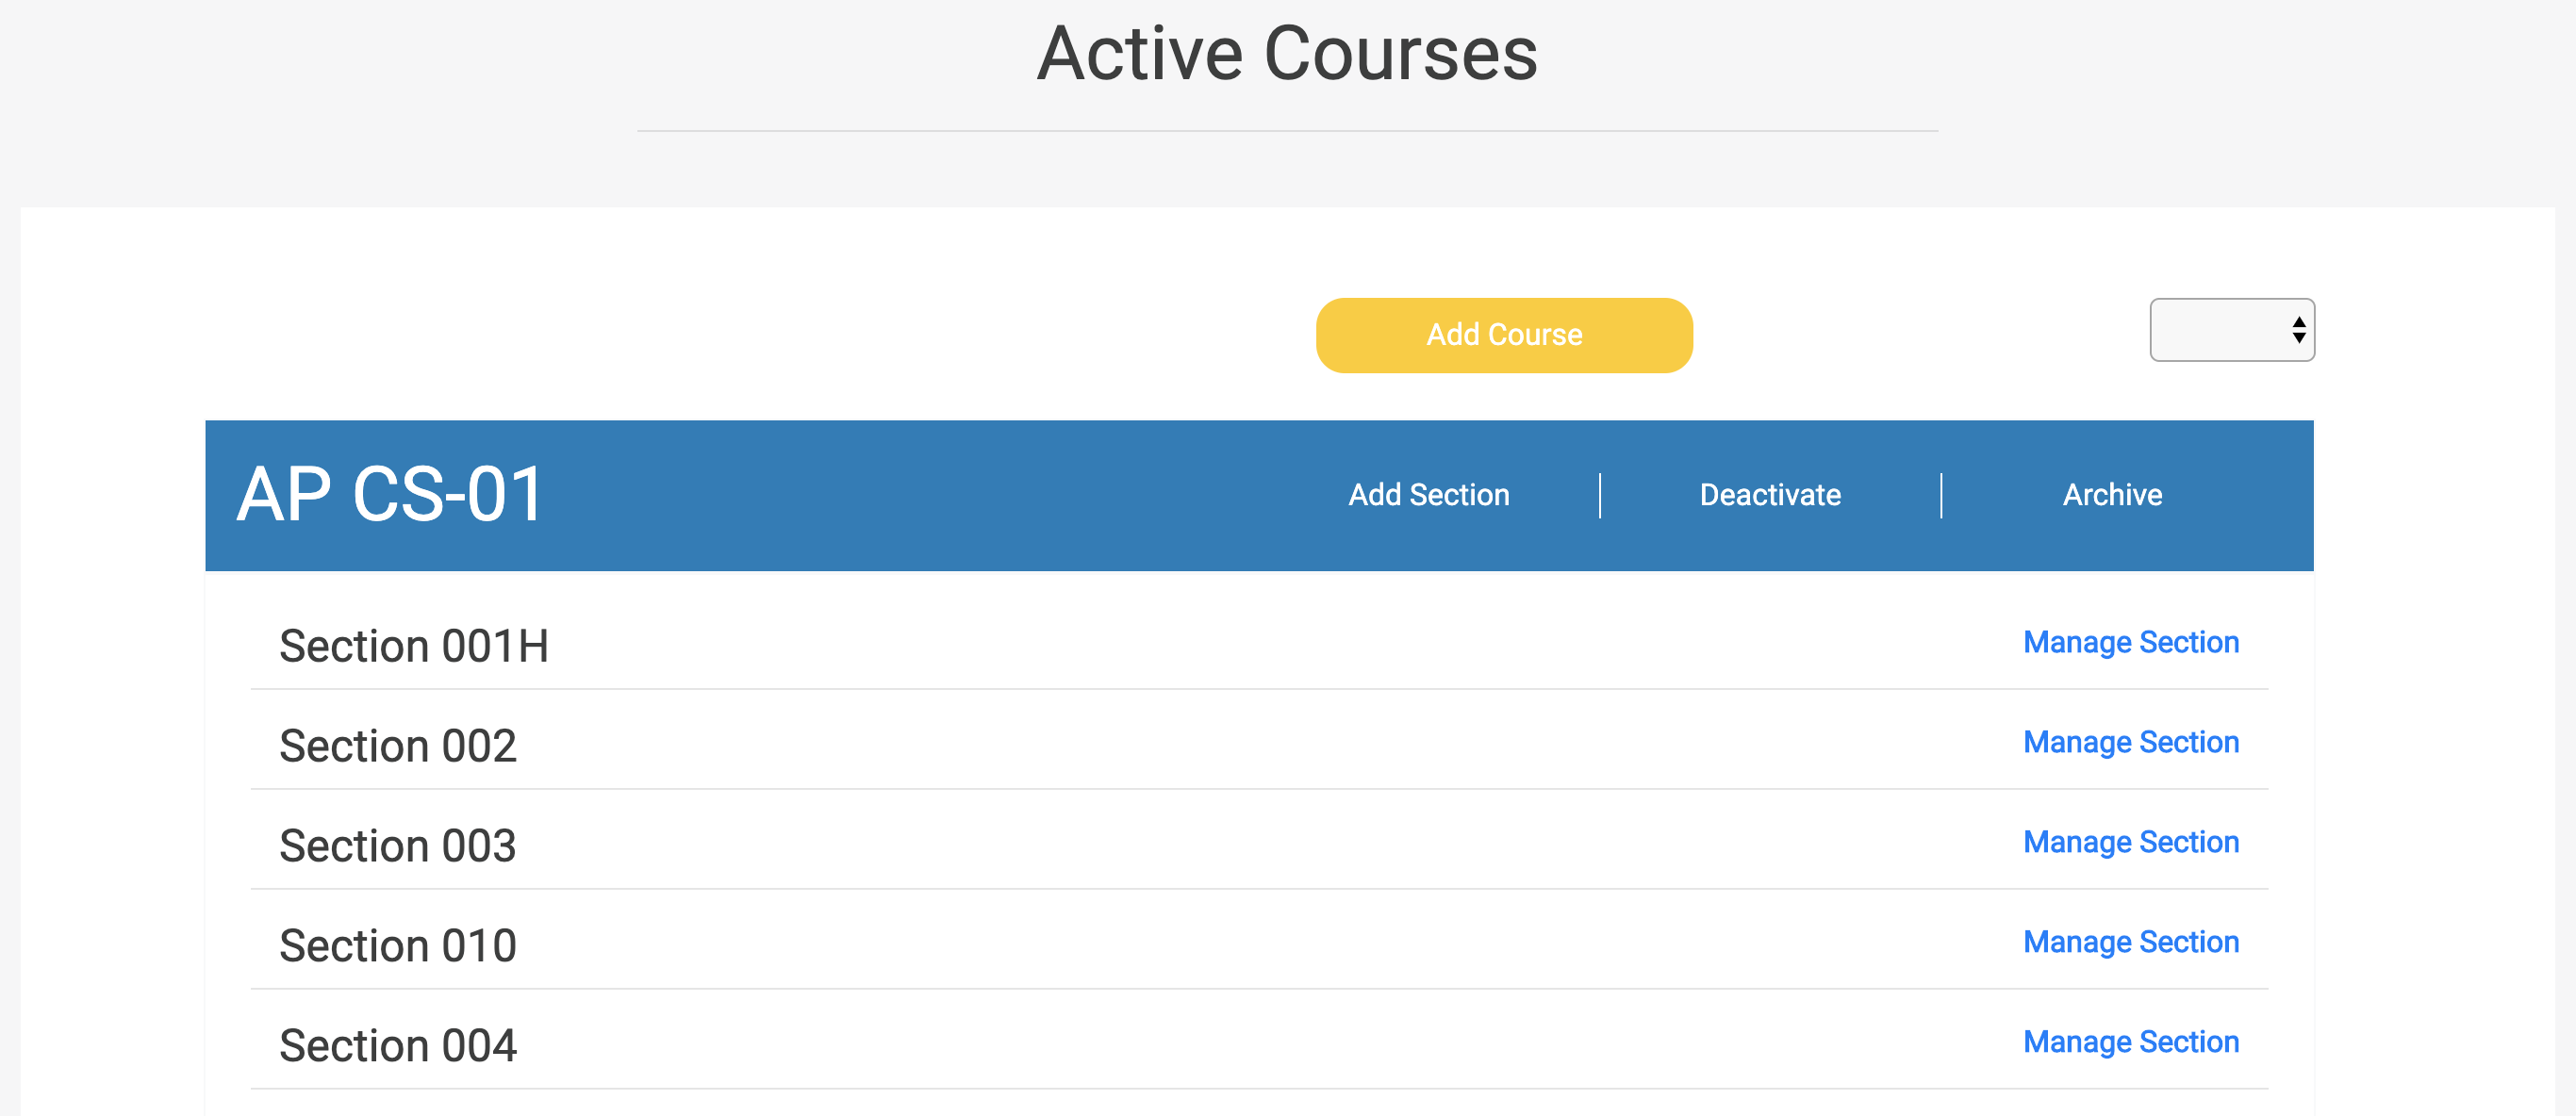 Active Courses
Add Course
AP CS-01 Add Section Deactivate Archive
Section 001H Manage Section
Section 002 Manage Section
Section 003 Manage Section
Section 010 Manage Section
Section 004 Manage Section